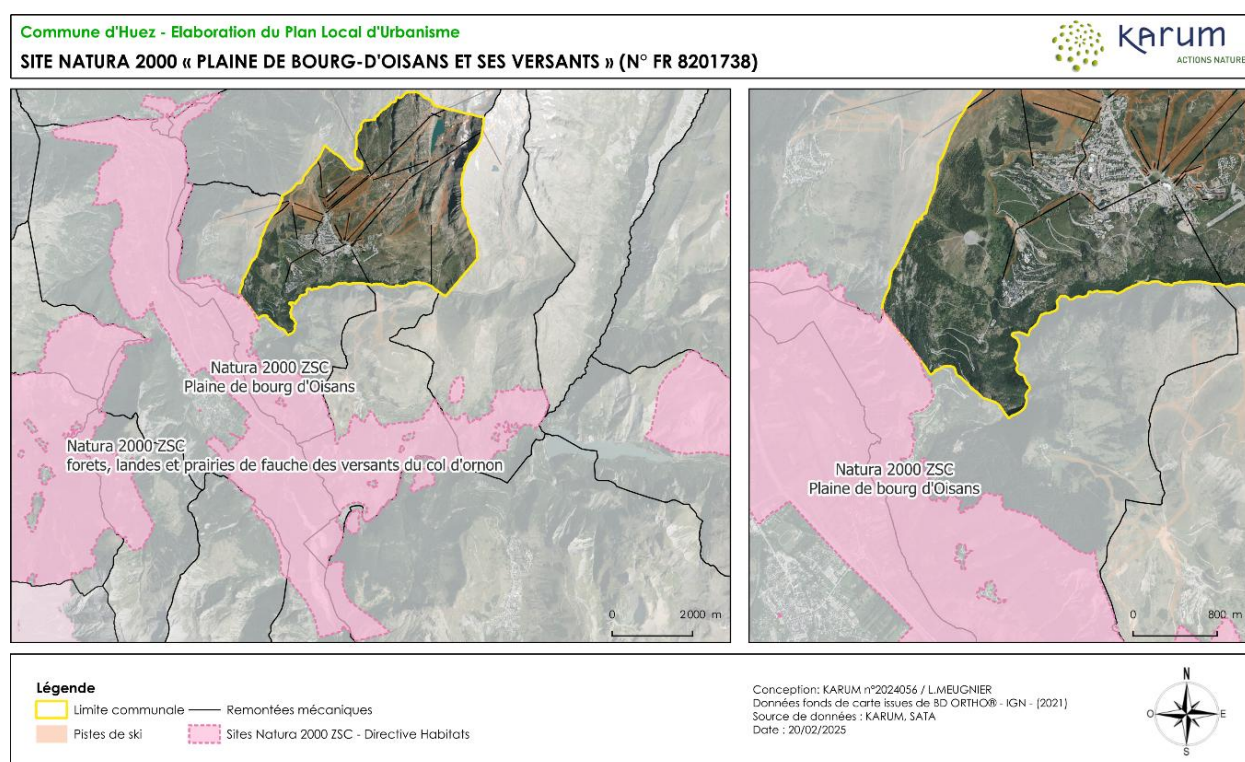 Commune d'Huez - Elaboration du Plan Local d'Urbanisme
SITE NATURA 2000 « PLAINE DE BOURG-D'OISANS ET SES VERSANTS » (N° FR 8201738)
KARUM
ACTIONS NATURE
Natura 2000 ZSC
Plaine de bourg d'Oisans
Natura 2000 ZSC
forets, landes et prairies de fauche des versants du col d'ornon
0 2000 m
Natura 2000 ZSC
Plaine de bourg d'Oisans
0 800 m
Légende
Limite communale
Remontées mécaniques
Pistes de ski
Sites Natura 2000 ZSC - Directive Habitats
Conception: KARUM n°2024056 / L.MEUGNIER
Données fonds de carte issues de BD ORTHO® - IGN - (2021)
Source de données : KARUM, SATA
Date : 20/02/2025
N
O E
S